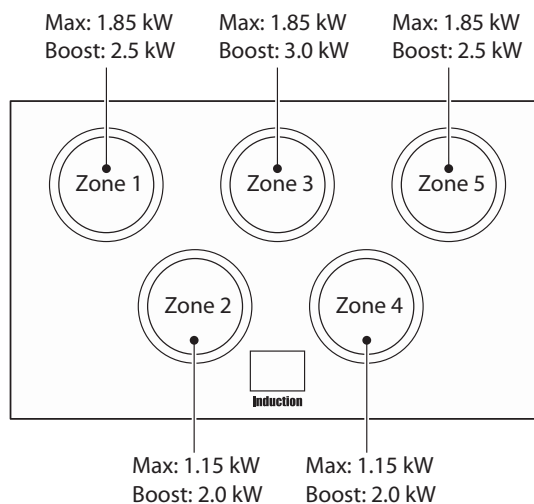 Max: 1.85 kW
Boost: 2.5 kW
Max: 1.85 kW
Boost: 3.0 kW
Max: 1.85 kW
Boost: 2.5 kW
Zone 1
Zone 3
Zone 5
Zone 2
Zone 4
Induction
Max: 1.15 kW
Boost: 2.0 kW
Max: 1.15 kW
Boost: 2.0 kW